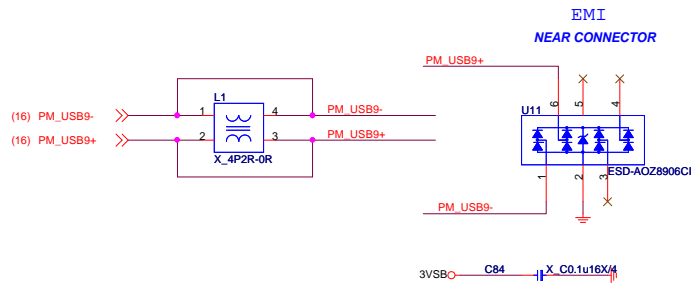 EMI
NEAR CONNECTOR
PM_USB9+
L1
U11
6 5 4
(16) PM_USB9- 1 4 PM_USB9-
(16) PM_USB9+ 2 3 PM_USB9+
X_4P2R-0R
ESD-AOZ8906CI
1 2 3
PM_USB9-
3VSB C84 X_C0.1u16X/4